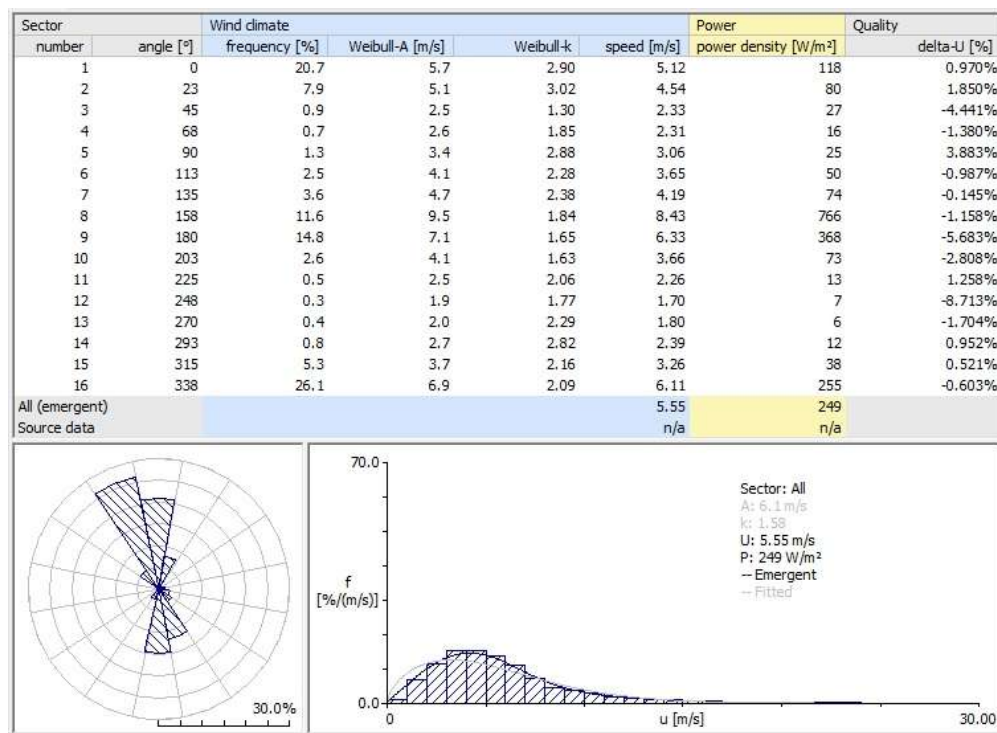 Sector Wind climate Power Quality
number angle [°] frequency [%] Weibull-A [m/s] Weibull-k speed [m/s] power density [W/m²] delta-U [%]
1 0 20.7 5.7 2.90 5.12 118 0.970%
2 23 7.9 5.1 3.02 4.54 80 1.850%
3 45 0.9 2.5 1.30 2.33 27 -4.441%
4 68 0.7 2.6 1.85 2.31 16 -1.380%
5 90 1.3 3.4 2.88 3.06 25 3.883%
6 113 2.5 4.1 2.28 3.65 50 -0.987%
7 135 3.6 4.7 2.38 4.19 74 -0.145%
8 158 11.6 9.5 1.84 8.43 766 -1.158%
9 180 14.8 7.1 1.65 6.33 368 -5.683%
10 203 2.6 4.1 1.63 3.66 73 -2.808%
11 225 0.5 2.5 2.06 2.26 13 1.258%
12 248 0.3 1.9 1.77 1.70 7 -8.713%
13 270 0.4 2.0 2.29 1.80 6 -1.704%
14 293 0.8 2.7 2.82 2.39 12 0.952%
15 315 5.3 3.7 2.16 3.26 38 0.521%
16 338 26.1 6.9 2.09 6.11 255 -0.603%
All (emergent) 5.55 249
Source data n/a n/a
30.0%
70.0
f
[%/(m/s)]
0.0
0
u [m/s]
30.00
Sector: All
A: 6.1 m/s
k: 1.58
U: 5.55 m/s
P: 249 W/m²
-- Emergent
-- Fitted